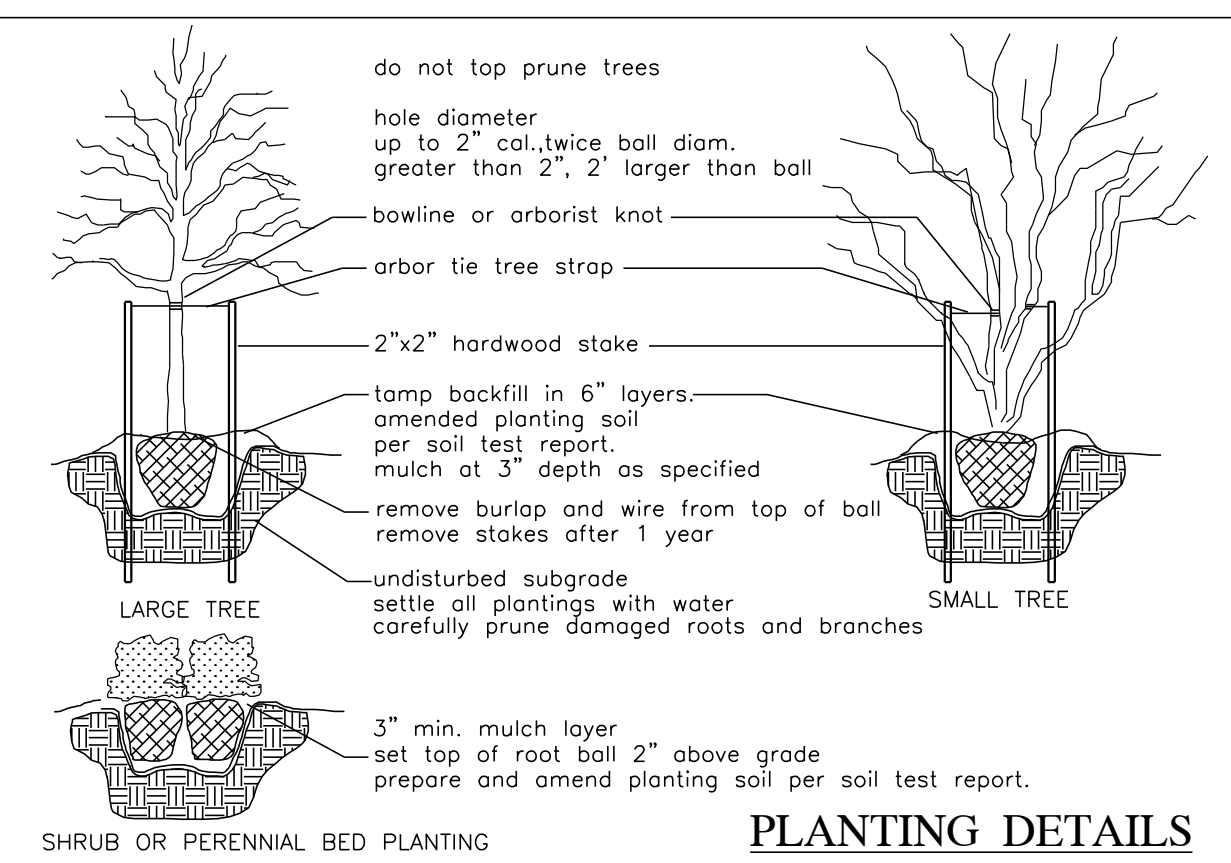 do not top prune trees
hole diameter
up to 2” cal.,twice ball diam.
greater than 2”, 2' larger than ball
bowline or arborist knot
arbor tie tree strap
2”x2” hardwood stake
tamp backfill in 6” layers.
amended planting soil
per soil test report.
mulch at 3” depth as specified
remove burlap and wire from top of ball
remove stakes after 1 year
undisturbed subgrade
settle all plantings with water
carefully prune damaged roots and branches
LARGE TREE
SMALL TREE
3” min. mulch layer
set top of root ball 2” above grade
prepare and amend planting soil per soil test report.
SHRUB OR PERENNIAL BED PLANTING
PLANTING DETAILS